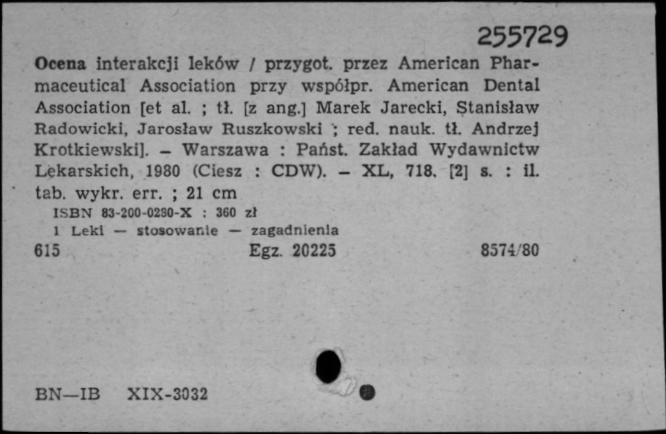 255729
Ocena interakcji leków / przygot. przez American Phar-
maceutical Association przy współpr. American Dental
Association [et al. ; tł. [z ang.] Marek Jarecki, Stanisław
Radowicki, Jarosław Ruszkowski ; red. nauk. tł. Andrzej
Krotkiewski]. — Warszawa : Państ. Zakład Wydawnictw
Lekarskich, 1980 (Ciesz : CDW). — XL, 718, [2] s. : il.
tab. wykr. err. ; 21 cm
ISBN 83-200-0280-X : 360 zł
1 Leki — stosowanie — zagadnienia
615 Egz. 20225 8574/80
BN—IB XIX-3032